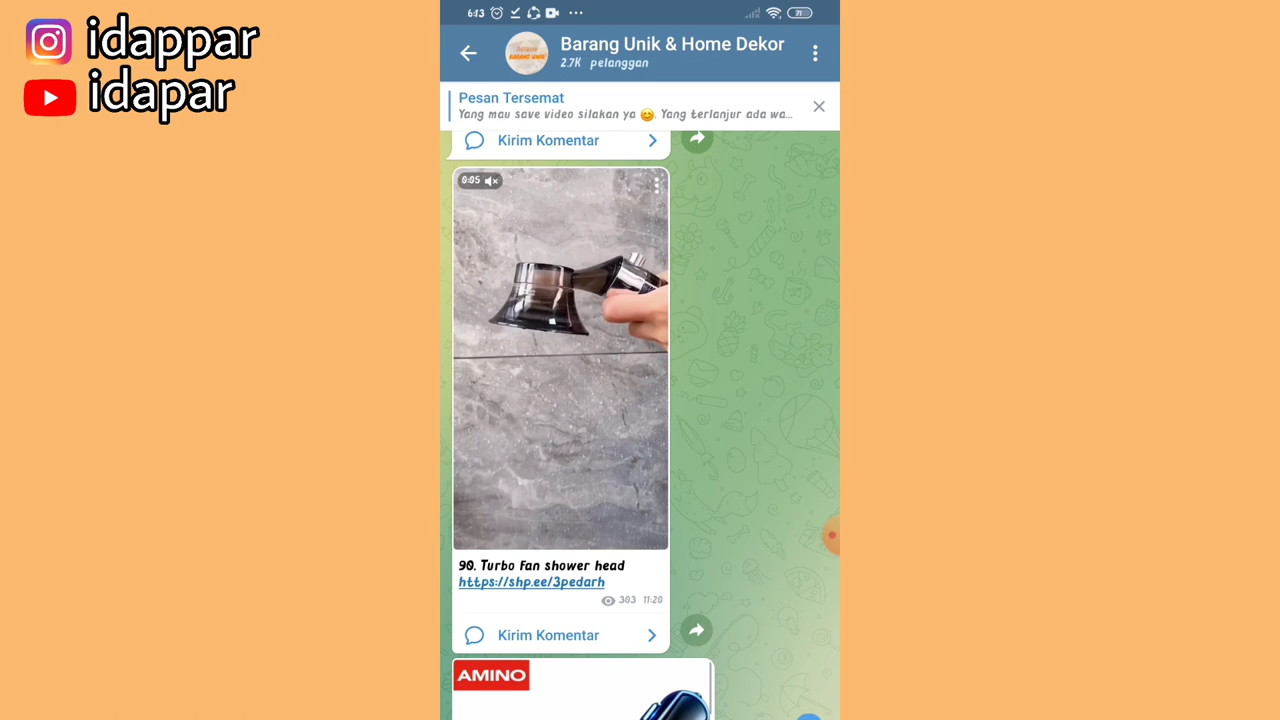 idappar
idapar
6:13
71
Barang Unik & Home Dekor
2.7K pelanggan
Pesan Tersemat
Yang mau save video silakan ya 😊. Yang terlanjur ada wa...
Kirim Komentar
0:05
90. Turbo Fan shower head
https://shp.ee/3pedarh
303 11:20
Kirim Komentar
AMINO